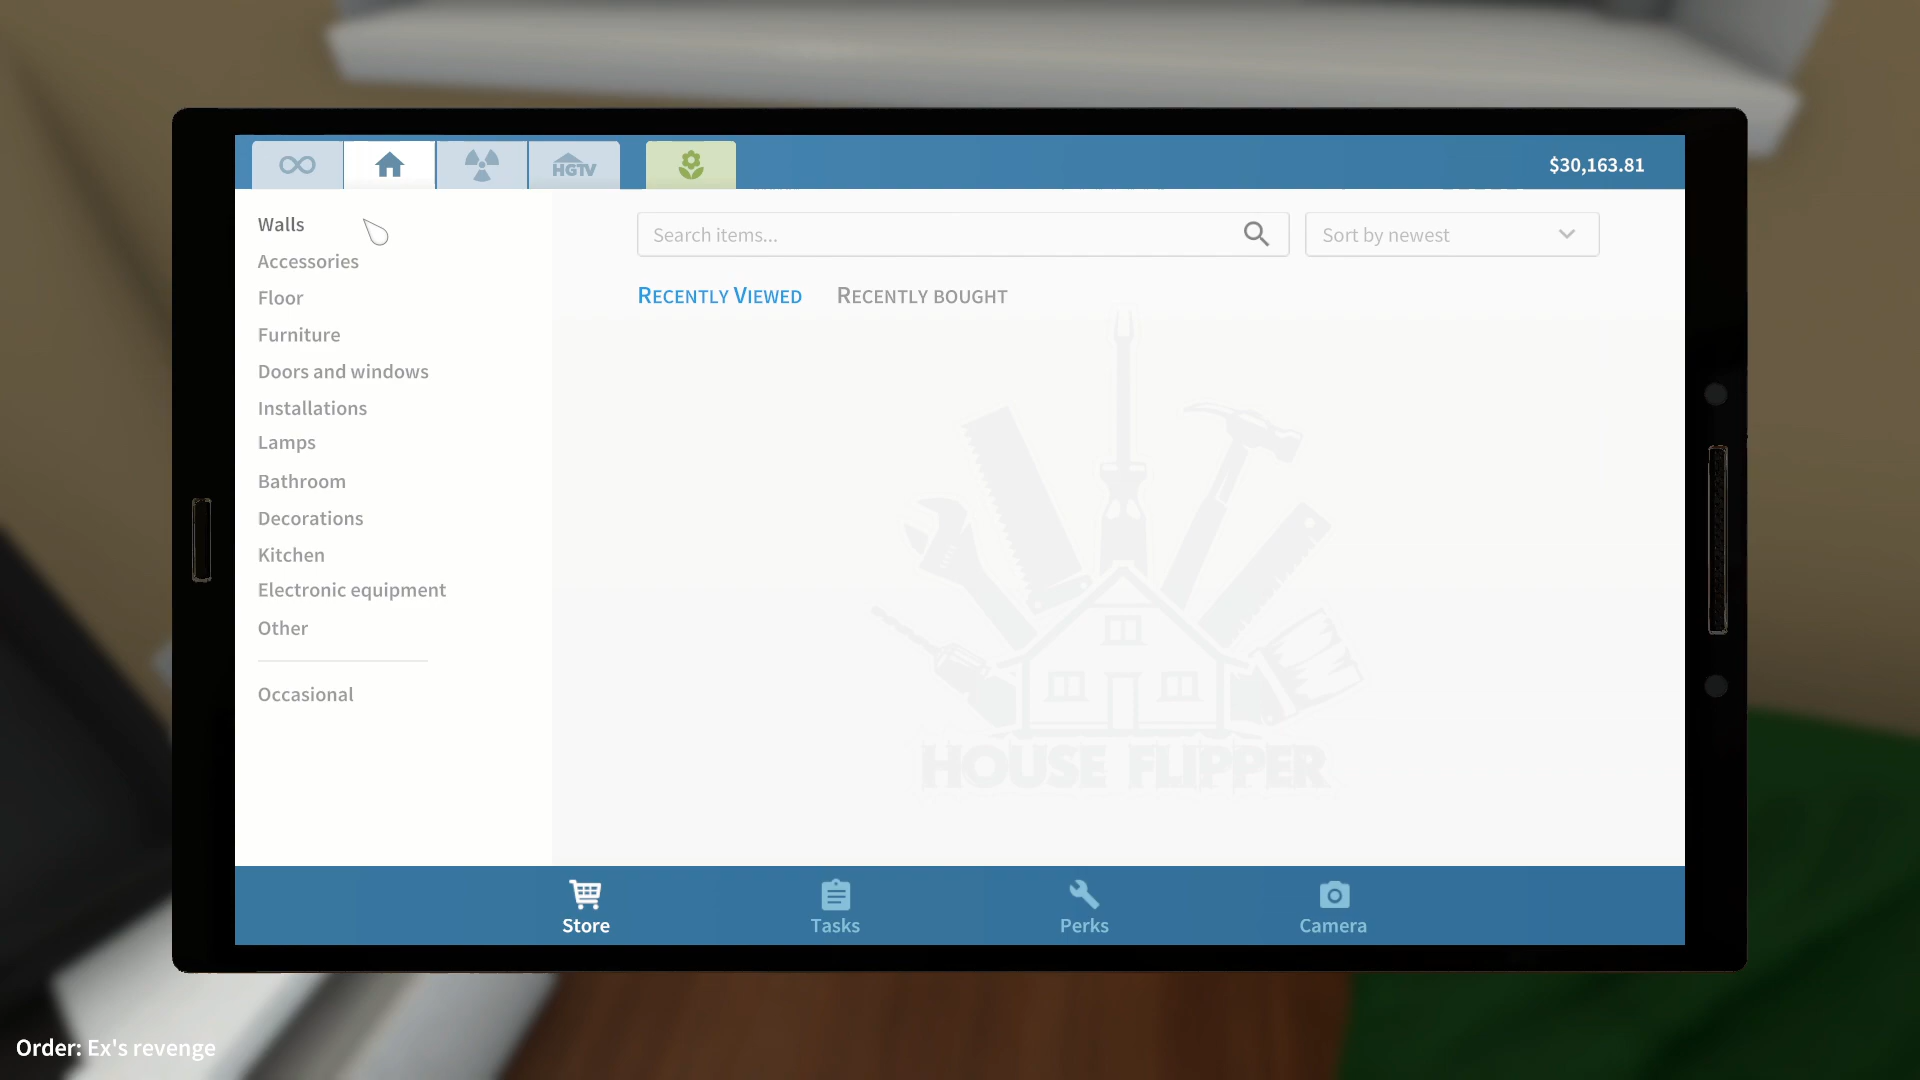 HGTV
$30,163.81
Walls
Accessories
Floor
Furniture
Doors and windows
Installations
Lamps
Bathroom
Decorations
Kitchen
Electronic equipment
Other
Occasional
Search items...
Sort by newest
RECENTLY VIEWED
RECENTLY BOUGHT
HOUSE FLIPPER
Store
Tasks
Perks
Camera
Order: Ex's revenge